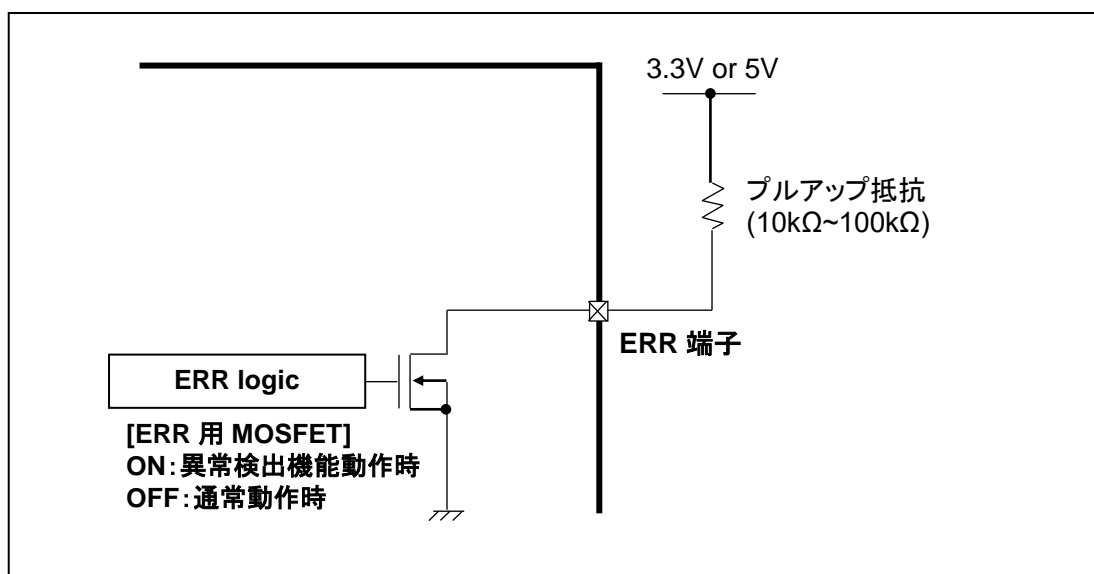 3.3V or 5V
プルアップ抵抗
(10kΩ~100kΩ)
ERR 端子
ERR logic
[ERR 用 MOSFET]
ON:異常検出機能動作時
OFF:通常動作時